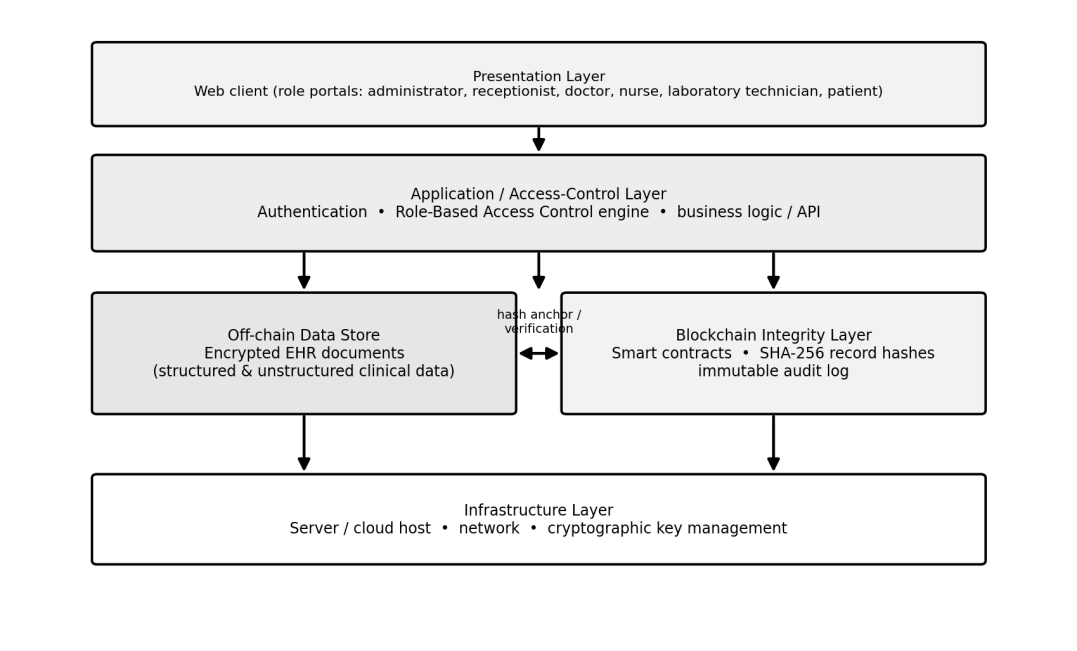 Presentation Layer
Web client (role portals: administrator, receptionist, doctor, nurse, laboratory technician, patient)
Application / Access-Control Layer
Authentication • Role-Based Access Control engine • business logic / API
Off-chain Data Store
Encrypted EHR documents
(structured & unstructured clinical data)
hash anchor /
verification
Blockchain Integrity Layer
Smart contracts • SHA-256 record hashes
immutable audit log
Infrastructure Layer
Server / cloud host • network • cryptographic key management